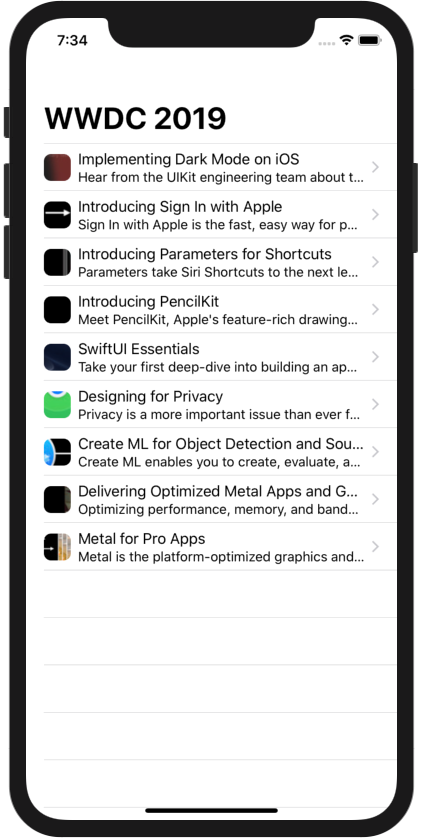 7:34
WWDC 2019
Implementing Dark Mode on iOS
Hear from the UIKit engineering team about t...
Introducing Sign In with Apple
Sign In with Apple is the fast, easy way for p...
Introducing Parameters for Shortcuts
Parameters take Siri Shortcuts to the next le...
Introducing PencilKit
Meet PencilKit, Apple's feature-rich drawing...
SwiftUI Essentials
Take your first deep-dive into building an ap...
Designing for Privacy
Privacy is a more important issue than ever f...
Create ML for Object Detection and Sou...
Create ML enables you to create, evaluate, a...
Delivering Optimized Metal Apps and G...
Optimizing performance, memory, and band...
Metal for Pro Apps
Metal is the platform-optimized graphics and...